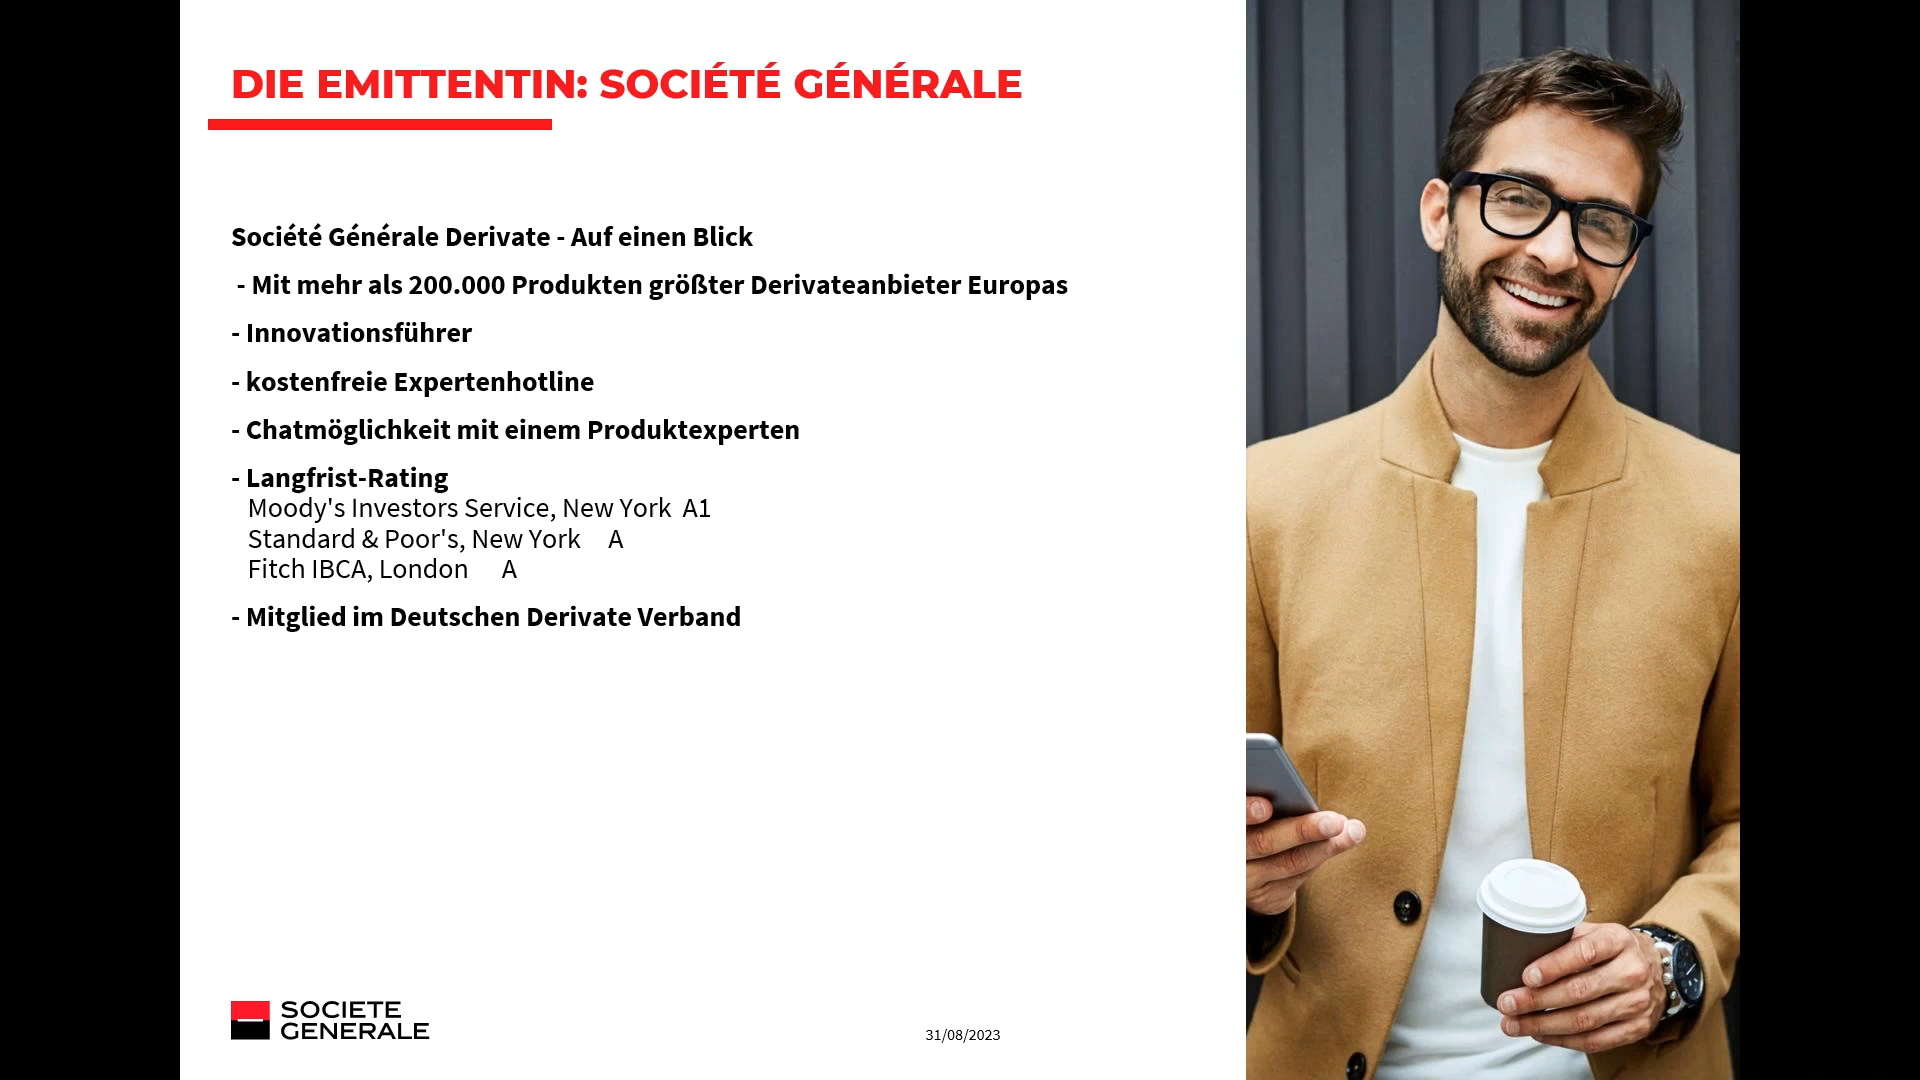 DIE EMITTENTIN: SOCIÉTÉ GÉNÉRALE
Société Générale Derivate - Auf einen Blick
- Mit mehr als 200.000 Produkten größter Derivateanbieter Europas
- Innovationsführer
- kostenfreie Expertenhotline
- Chatmöglichkeit mit einem Produktexperten
- Langfrist-Rating
Moody's Investors Service, New York A1
Standard & Poor's, New York A
Fitch IBCA, London A
- Mitglied im Deutschen Derivate Verband
SOCIETE
GENERALE
31/08/2023